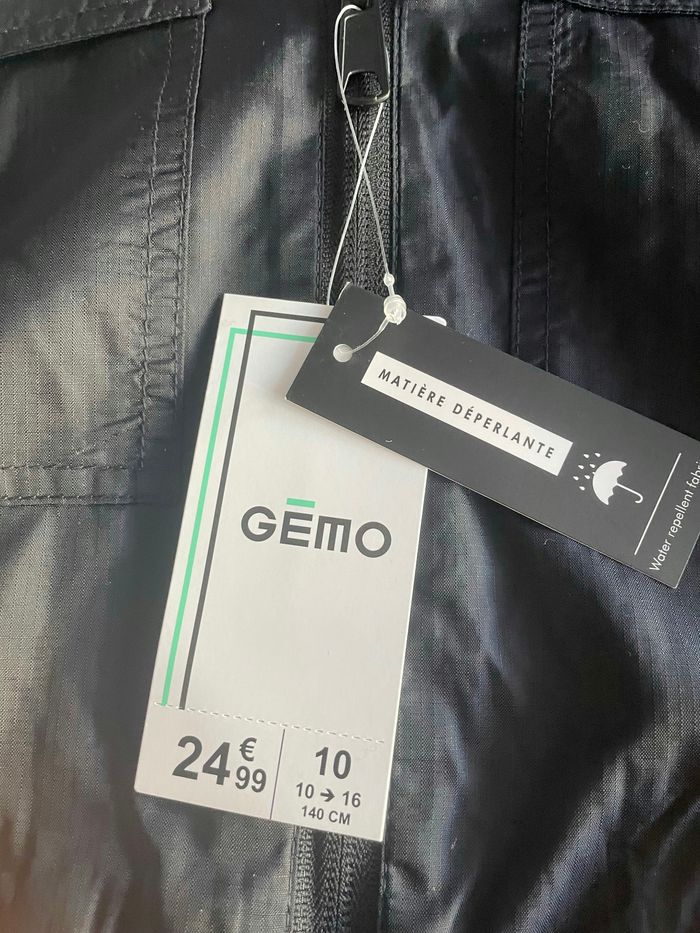 MATIÈRE DÉPERLANTE
Water repellent
GĒMO
24€99
10
10 → 16
140 CM